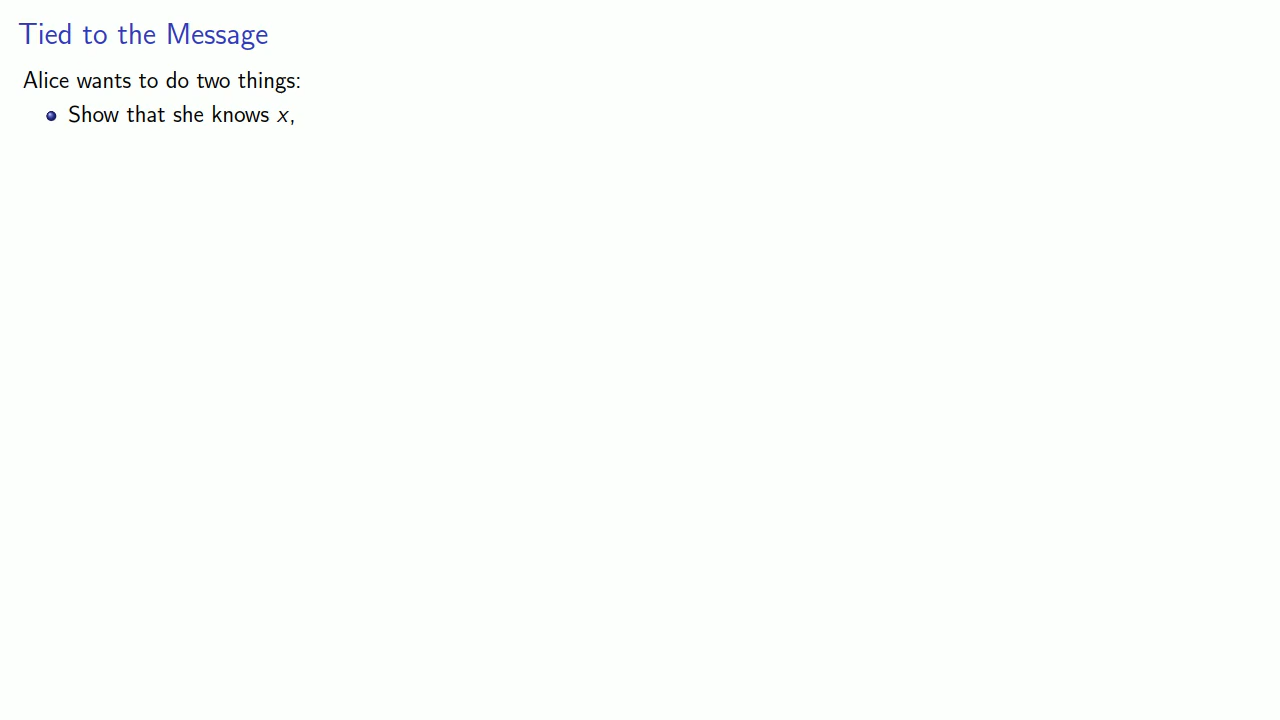 Tied to the Message
Alice wants to do two things:
Show that she knows x,